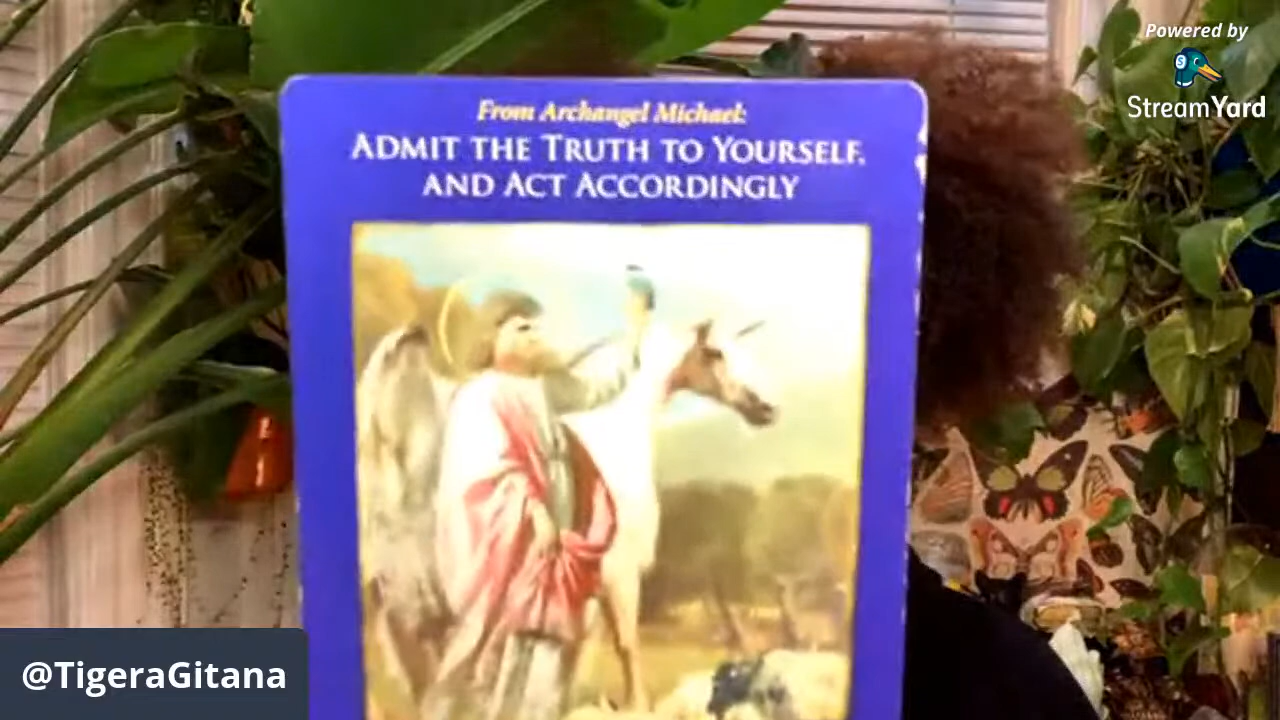 Powered by
StreamYard
From Archangel Michael:
ADMIT THE TRUTH TO YOURSELF,
AND ACT ACCORDINGLY
@TigeraGitana